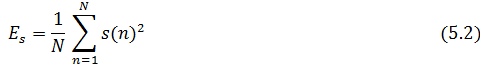 E_s = \frac{1}{N} \sum_{n=1}^{N} s(n)^2 (5.2)